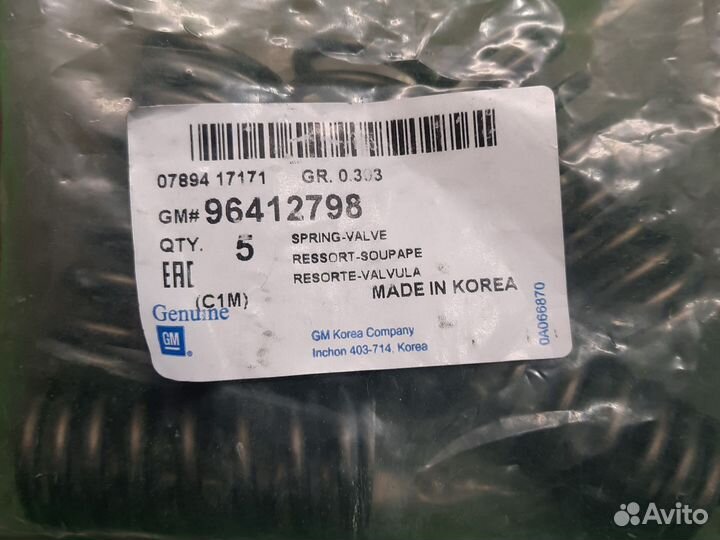 07894 17171 GR. 0.303
GM# 96412798
QTY. 5
SPRING-VALVE
RESSORT-SOUPAPE
RESORTE-VALVULA
EAC
(C1M)
MADE IN KOREA
Genuine
GM
GM Korea Company
Inchon 403-714, Korea
0A066870
Avito